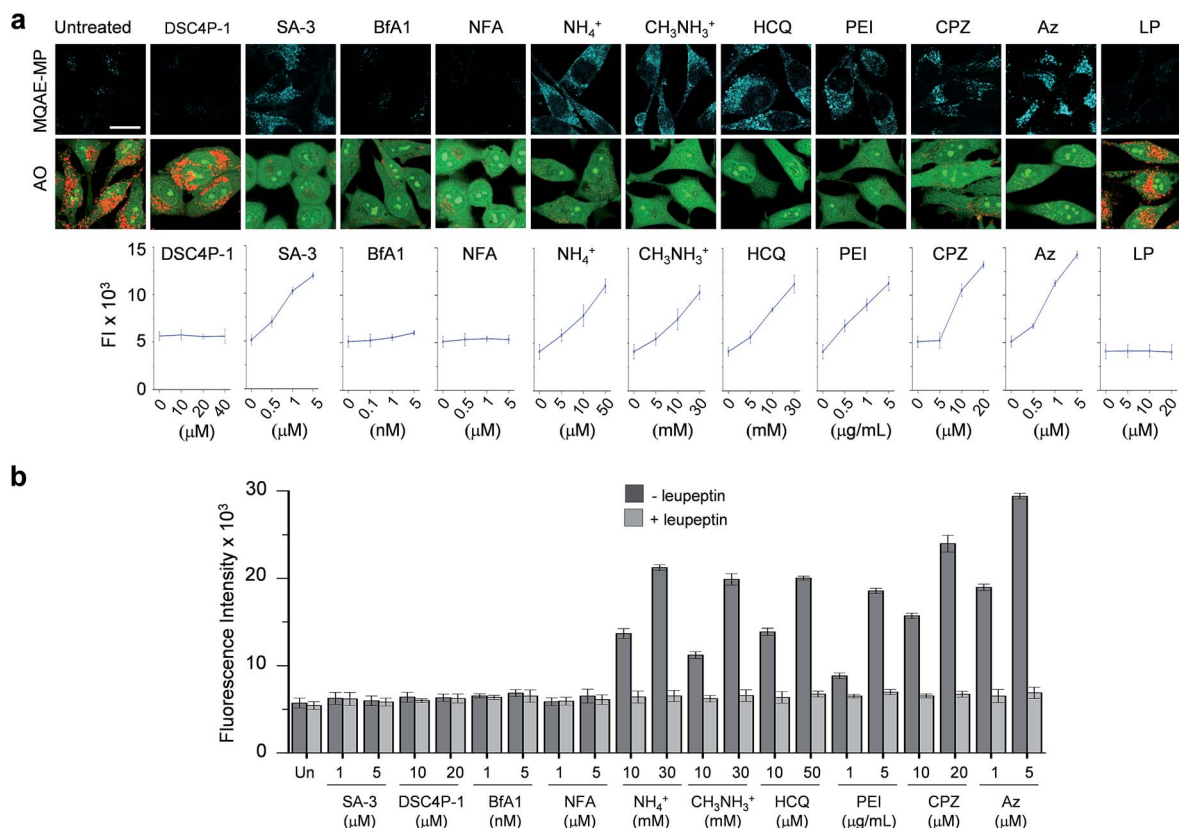 a
Untreated DSC4P-1 SA-3 BfA1 NFA NH₄⁺ CH₃NH₃⁺ HCQ PEI CPZ Az LP
MQAE-MP
AO
DSC4P-1 SA-3 BfA1 NFA NH₄⁺ CH₃NH₃⁺ HCQ PEI CPZ Az LP
FI x 10³
15
10
5
0
0 10 20 40 0 0.5 1 5 0 0.1 1 5 0 0.5 1 5 0 5 10 50 0 5 10 30 0 5 10 30 0 0.5 1 5 0 5 10 20 0 0.5 1 5 0 5 10 20
(µM) (µM) (nM) (µM) (µM) (mM) (mM) (µg/mL) (µM) (µM) (µM)
b
Fluorescence Intensity x 10³
30
20
10
0
- leupeptin
+ leupeptin
Un 1 5 10 20 1 5 1 5 10 30 10 30 10 50 1 5 10 20 1 5
SA-3 DSC4P-1 BfA1 NFA NH₄⁺ CH₃NH₃⁺ HCQ PEI CPZ Az
(µM) (µM) (nM) (µM) (mM) (mM) (µM) (µg/mL) (µM) (µM)